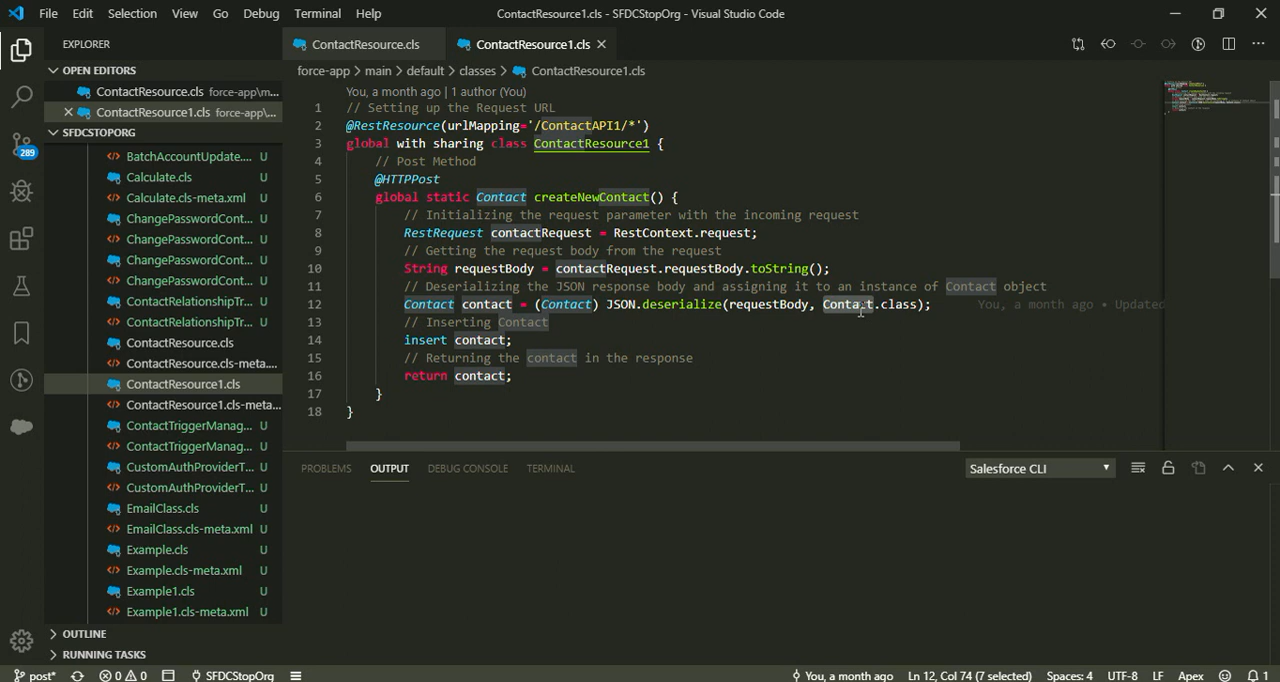 File Edit Selection View Go Debug Terminal Help
ContactResource1.cls - SFDCStopOrg - Visual Studio Code
EXPLORER
OPEN EDITORS
ContactResource.cls force-app\m...
ContactResource1.cls force-app\...
SFDCSTOPORG
BatchAccountUpdate.... U
Calculate.cls U
Calculate.cls-meta.xml U
ChangePasswordCont... U
ChangePasswordCont... U
ChangePasswordCont... U
ChangePasswordCont... U
ContactRelationshipTr... U
ContactRelationshipTr... U
ContactResource.cls
ContactResource.cls-meta....
ContactResource1.cls
ContactResource1.cls-meta...
ContactTriggerManag... U
ContactTriggerManag... U
CustomAuthProviderT... U
CustomAuthProviderT... U
EmailClass.cls U
EmailClass.cls-meta.xml U
Example.cls U
Example.cls-meta.xml U
Example1.cls U
Example1.cls-meta.xml U
OUTLINE
RUNNING TASKS
289
ContactResource.cls
ContactResource1.cls
force-app > main > default > classes > ContactResource1.cls
You, a month ago | 1 author (You)
1 // Setting up the Request URL
2 @RestResource(urlMapping='/ContactAPI1/*')
3 global with sharing class ContactResource1 {
4 // Post Method
5 @HTTPPost
6 global static Contact createNewContact() {
7 // Initializing the request parameter with the incoming request
8 RestRequest contactRequest = RestContext.request;
9 // Getting the request body from the request
10 String requestBody = contactRequest.requestBody.toString();
11 // Deserializing the JSON response body and assigning it to an instance of Contact object
12 Contact contact = (Contact) JSON.deserialize(requestBody, Contact.class); You, a month ago • Updated
13 // Inserting Contact
14 insert contact;
15 // Returning the contact in the response
16 return contact;
17 }
18 }
PROBLEMS OUTPUT DEBUG CONSOLE TERMINAL
Salesforce CLI
post* 0 0 SFDCStopOrg
You, a month ago Ln 12, Col 74 (7 selected) Spaces: 4 UTF-8 LF Apex 1